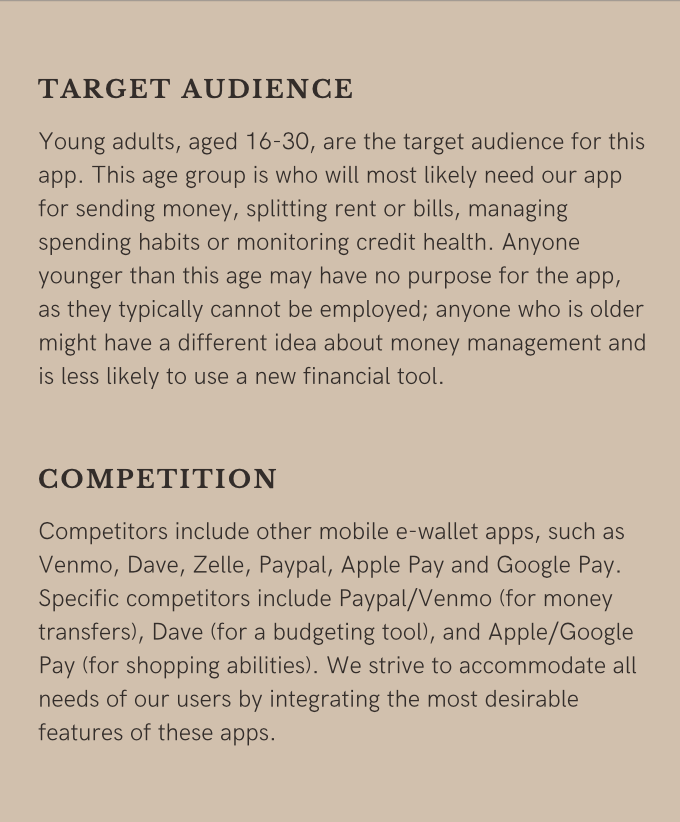 TARGET AUDIENCE
Young adults, aged 16-30, are the target audience for this
app. This age group is who will most likely need our app
for sending money, splitting rent or bills, managing
spending habits or monitoring credit health. Anyone
younger than this age may have no purpose for the app,
as they typically cannot be employed; anyone who is older
might have a different idea about money management and
is less likely to use a new financial tool.
COMPETITION
Competitors include other mobile e-wallet apps, such as
Venmo, Dave, Zelle, Paypal, Apple Pay and Google Pay.
Specific competitors include Paypal/Venmo (for money
transfers), Dave (for a budgeting tool), and Apple/Google
Pay (for shopping abilities). We strive to accommodate all
needs of our users by integrating the most desirable
features of these apps.